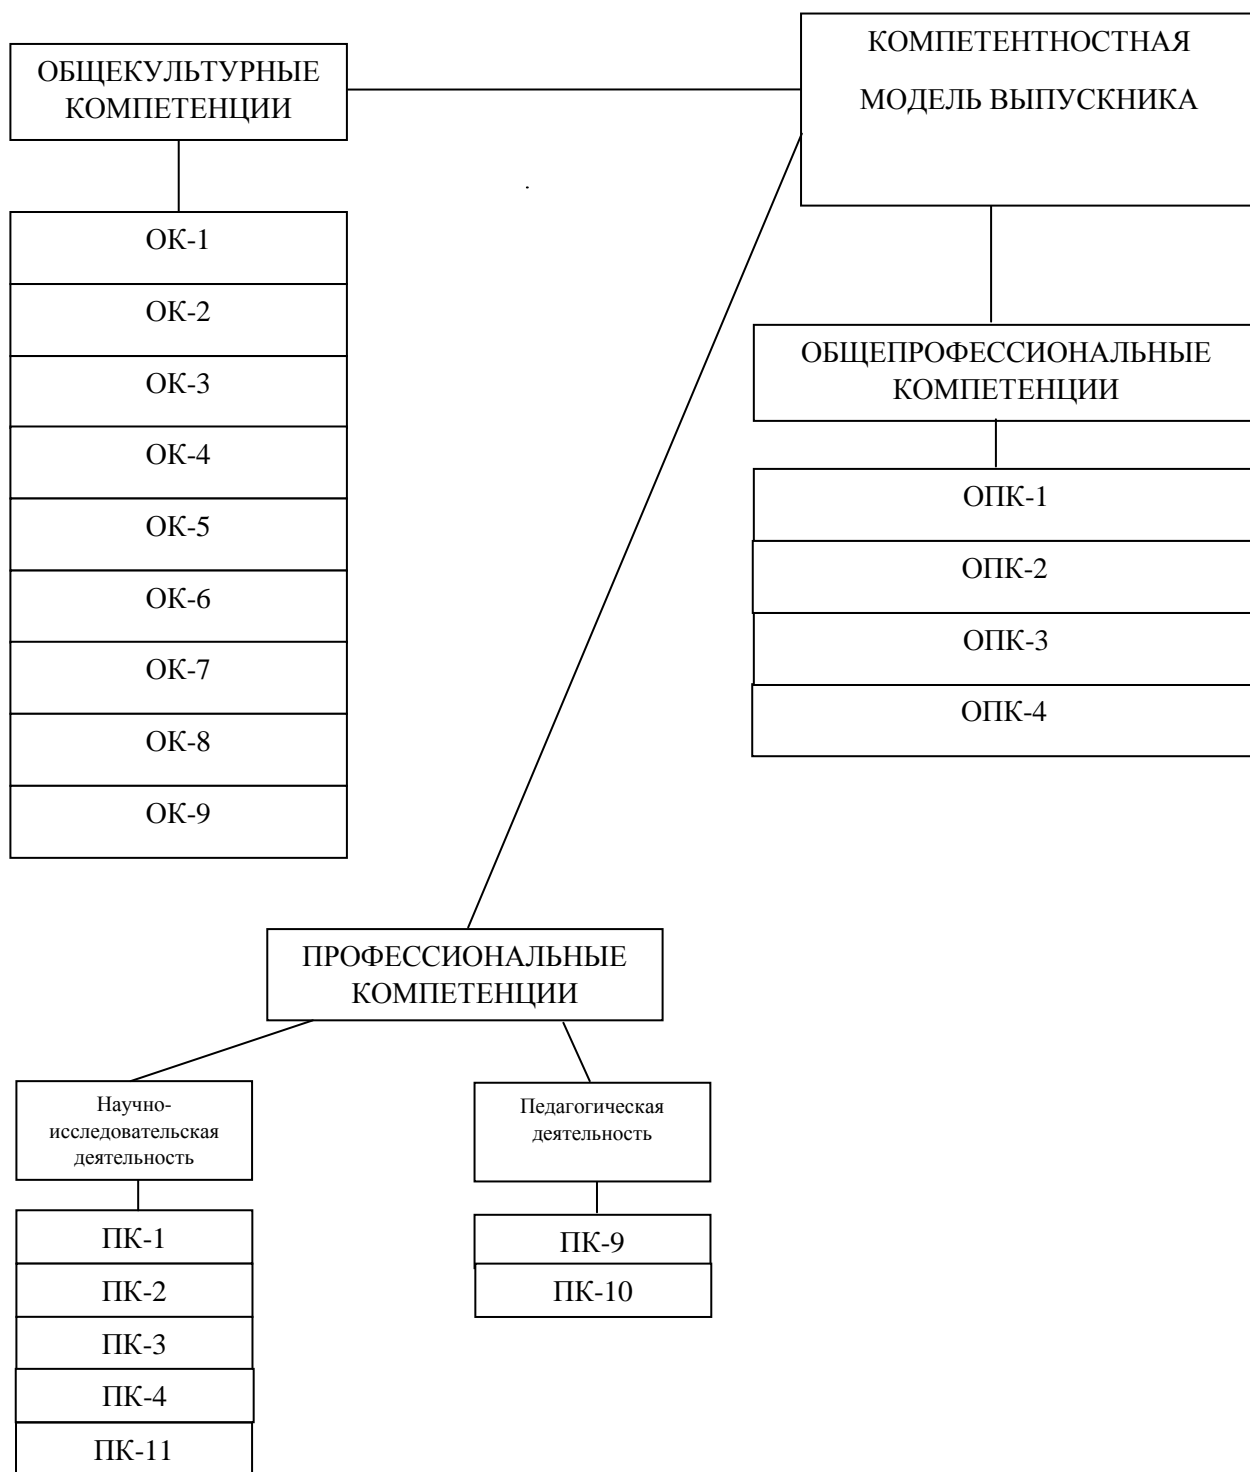 ОБЩЕКУЛЬТУРНЫЕ
КОМПЕТЕНЦИИ
КОМПЕТЕНТНОСТНАЯ
МОДЕЛЬ ВЫПУСКНИКА
ОК-1
ОК-2
ОК-3
ОК-4
ОК-5
ОК-6
ОК-7
ОК-8
ОК-9
ОБЩЕПРОФЕССИОНАЛЬНЫЕ
КОМПЕТЕНЦИИ
ОПК-1
ОПК-2
ОПК-3
ОПК-4
ПРОФЕССИОНАЛЬНЫЕ
КОМПЕТЕНЦИИ
Научно-
исследовательская
деятельность
ПК-1
ПК-2
ПК-3
ПК-4
ПК-11
Педагогическая
деятельность
ПК-9
ПК-10